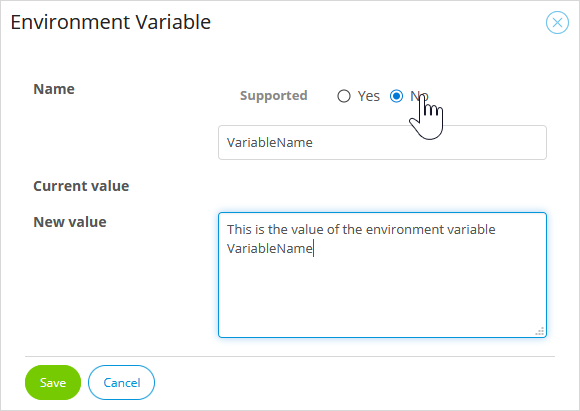 Environment Variable
Name
Supported Yes No
VariableName
Current value
New value
This is the value of the environment variable
VariableName
Save Cancel